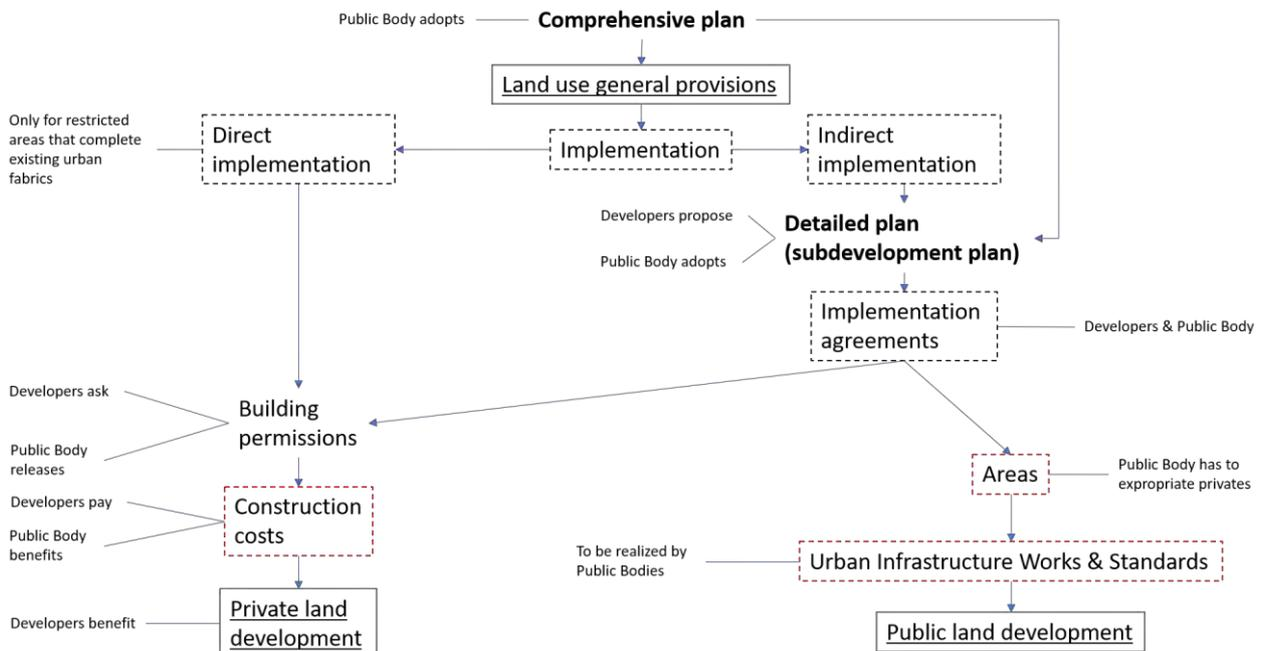 Public Body adopts
Comprehensive plan
Land use general provisions
Only for restricted
areas that complete
existing urban
fabrics
Direct
implementation
Implementation
Indirect
implementation
Developers propose
Public Body adopts
Detailed plan
(subdevelopment plan)
Implementation
agreements
Developers & Public Body
Developers ask
Public Body
releases
Building
permissions
Areas
Public Body has to
expropriate privates
Developers pay
Public Body
benefits
Construction
costs
To be realized by
Public Bodies
Urban Infrastructure Works & Standards
Developers benefit
Private land
development
Public land development